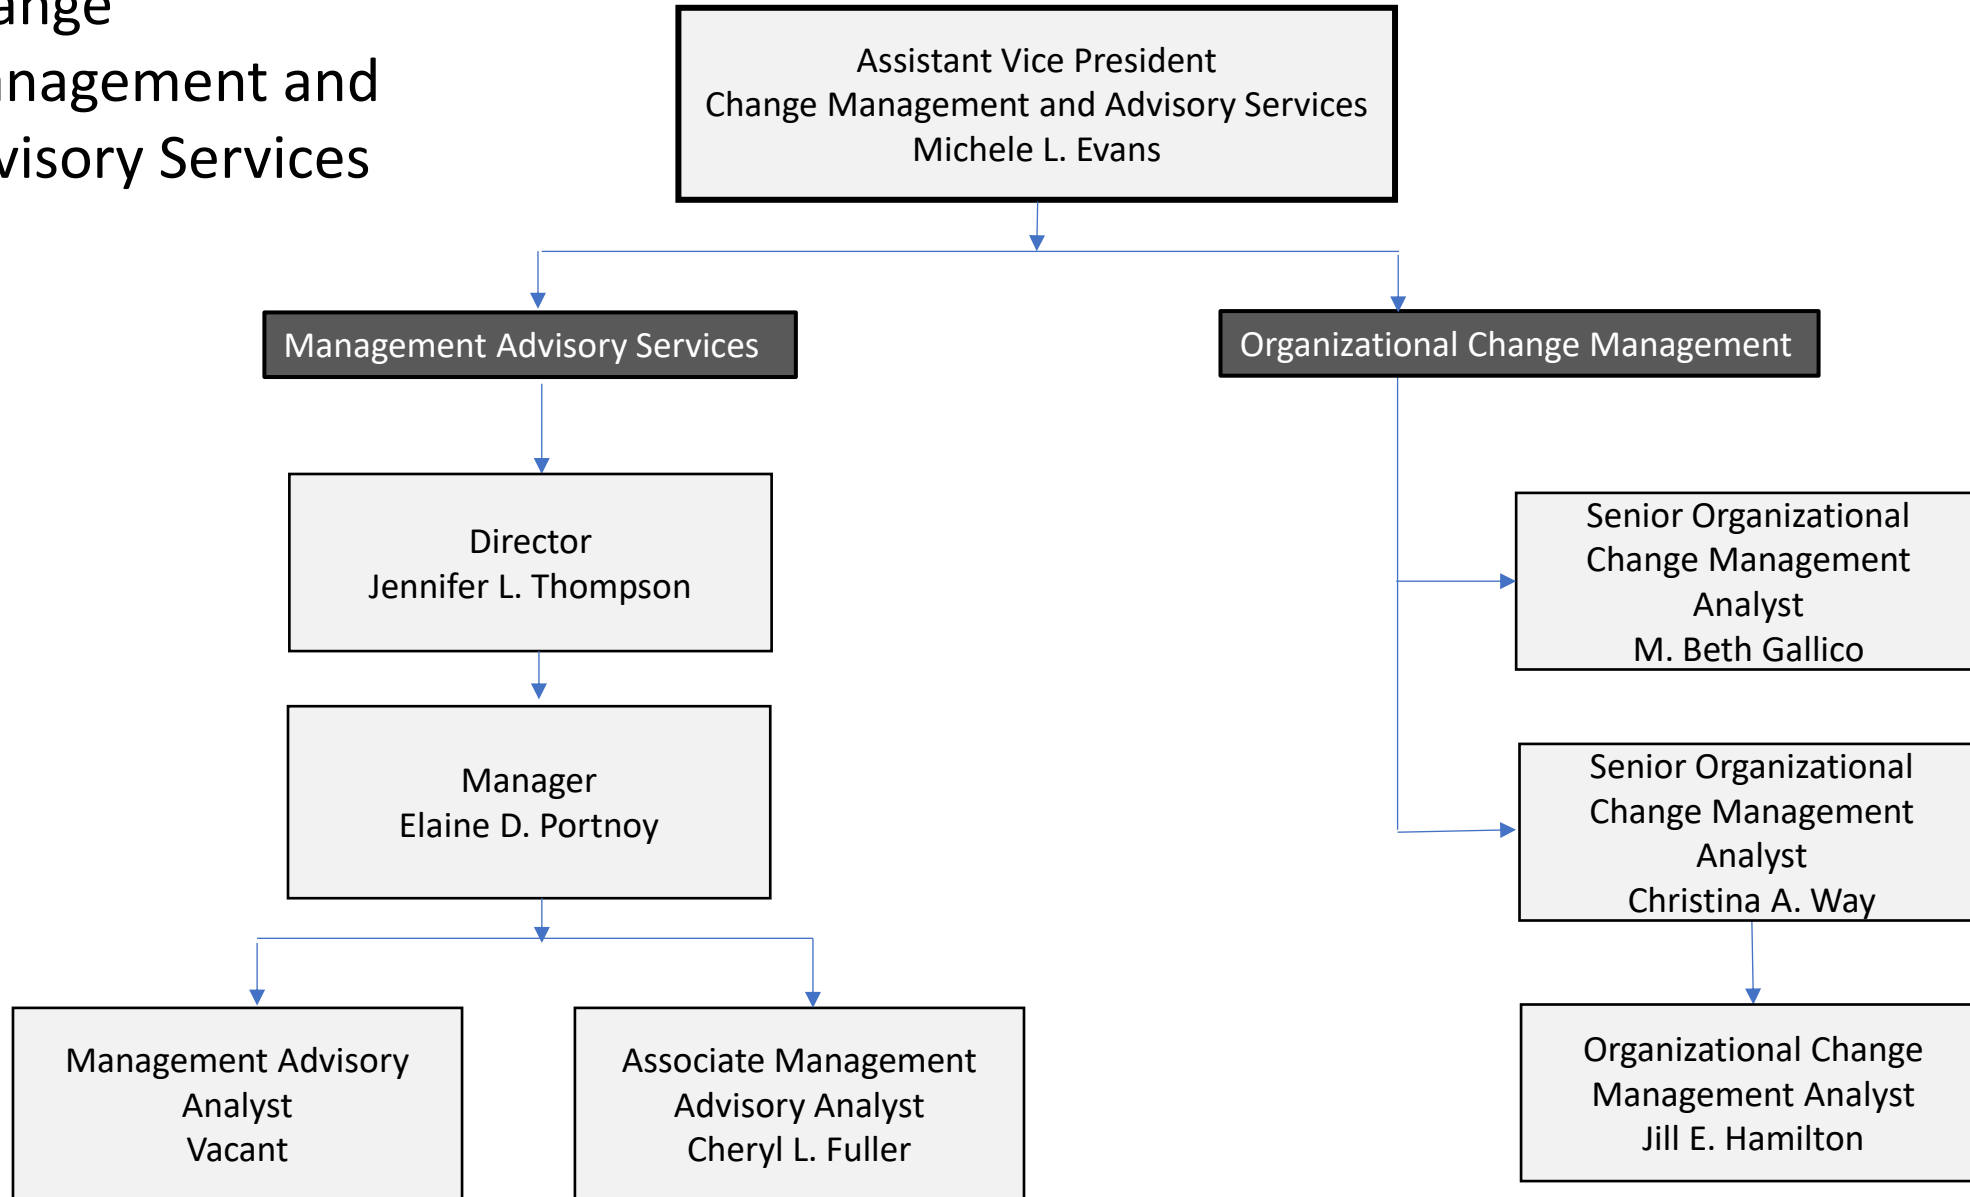 ange
anagement and
visory Services
Assistant Vice President
Change Management and Advisory Services
Michele L. Evans
Management Advisory Services
Organizational Change Management
Director
Jennifer L. Thompson
Manager
Elaine D. Portnoy
Management Advisory
Analyst
Vacant
Associate Management
Advisory Analyst
Cheryl L. Fuller
Senior Organizational
Change Management
Analyst
M. Beth Gallico
Senior Organizational
Change Management
Analyst
Christina A. Way
Organizational Change
Management Analyst
Jill E. Hamilton